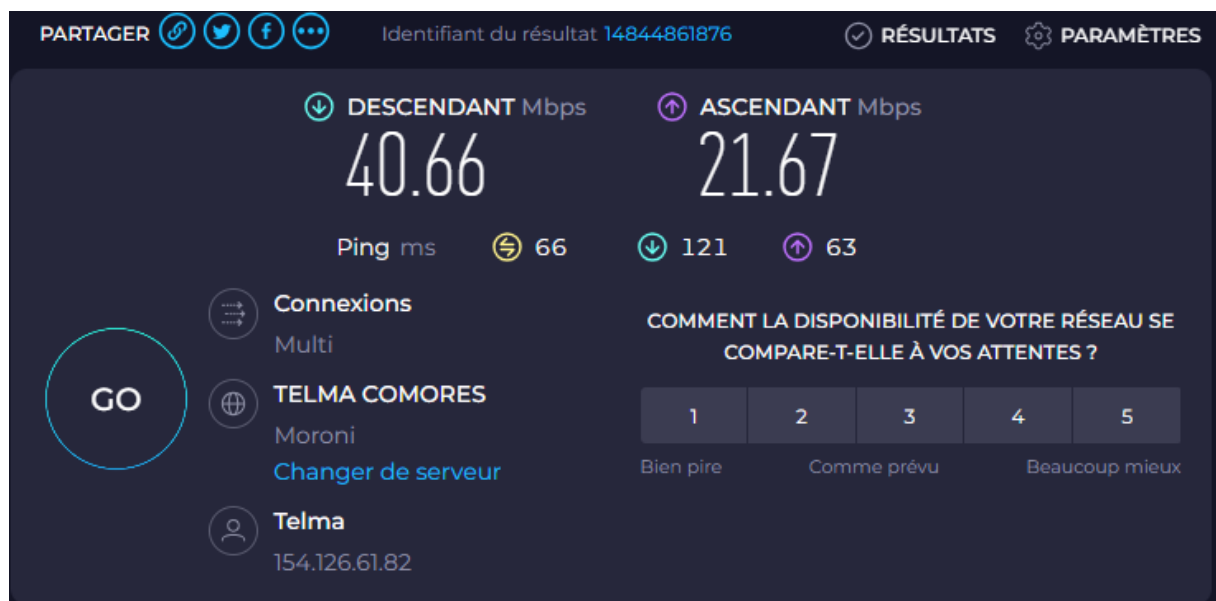 PARTAGER Identifiant du résultat 14844861876 RÉSULTATS PARAMÈTRES
DESCENDANT Mbps ASCENDANT Mbps
40.66 21.67
Ping ms 66 121 63
Connexions
Multi
GO
TELMA COMORES
Moroni
Changer de serveur
Telma
154.126.61.82
COMMENT LA DISPONIBILITÉ DE VOTRE RÉSEAU SE
COMPARE-T-ELLE À VOS ATTENTES ?
1 2 3 4 5
Bien pire Comme prévu Beaucoup mieux